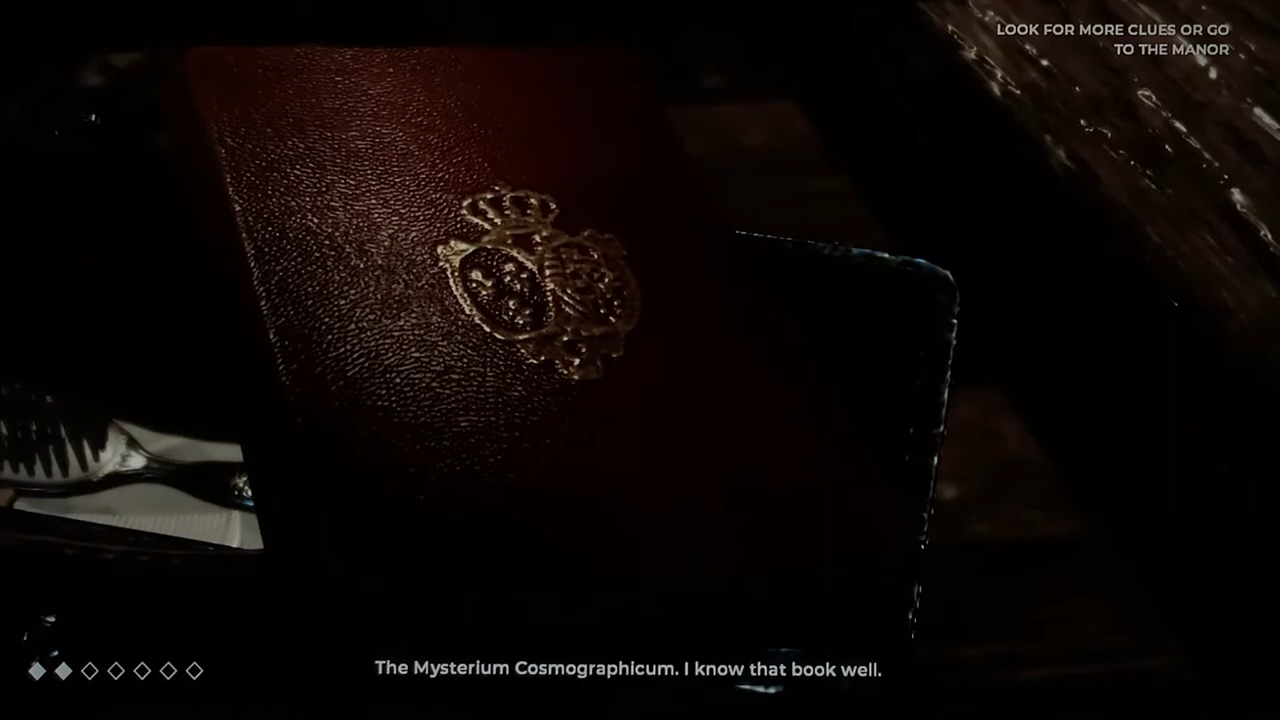 LOOK FOR MORE CLUES OR GO
TO THE MANOR
The Mysterium Cosmographicum. I know that book well.